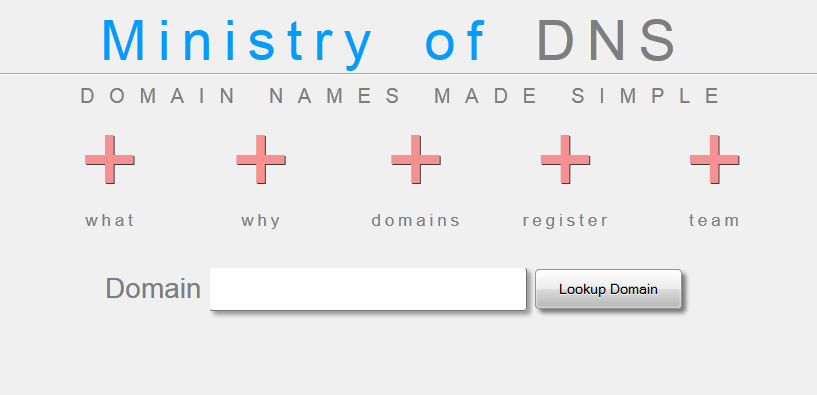 Ministry of DNS
DOMAIN NAMES MADE SIMPLE
what why domains register team
Domain Lookup Domain